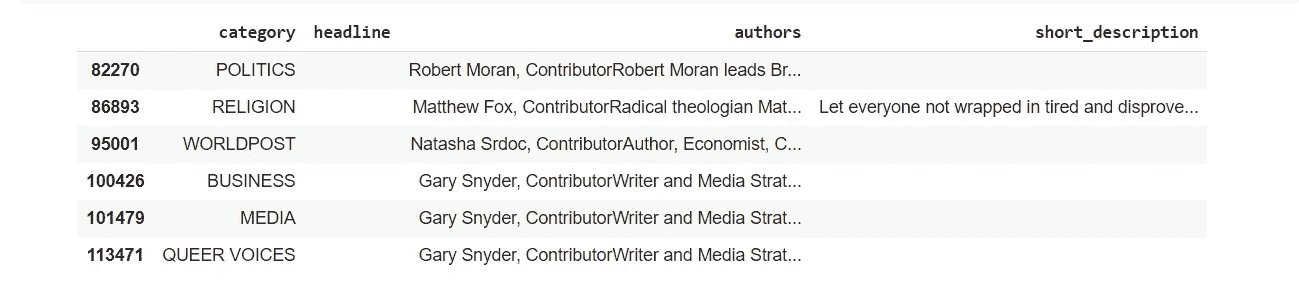 category headline authors short_description
82270 POLITICS Robert Moran, ContributorRobert Moran leads Br...
86893 RELIGION Matthew Fox, ContributorRadical theologian Mat... Let everyone not wrapped in tired and disprove...
95001 WORLDPOST Natasha Srdoc, ContributorAuthor, Economist, C...
100426 BUSINESS Gary Snyder, ContributorWriter and Media Strat...
101479 MEDIA Gary Snyder, ContributorWriter and Media Strat...
113471 QUEER VOICES Gary Snyder, ContributorWriter and Media Strat...